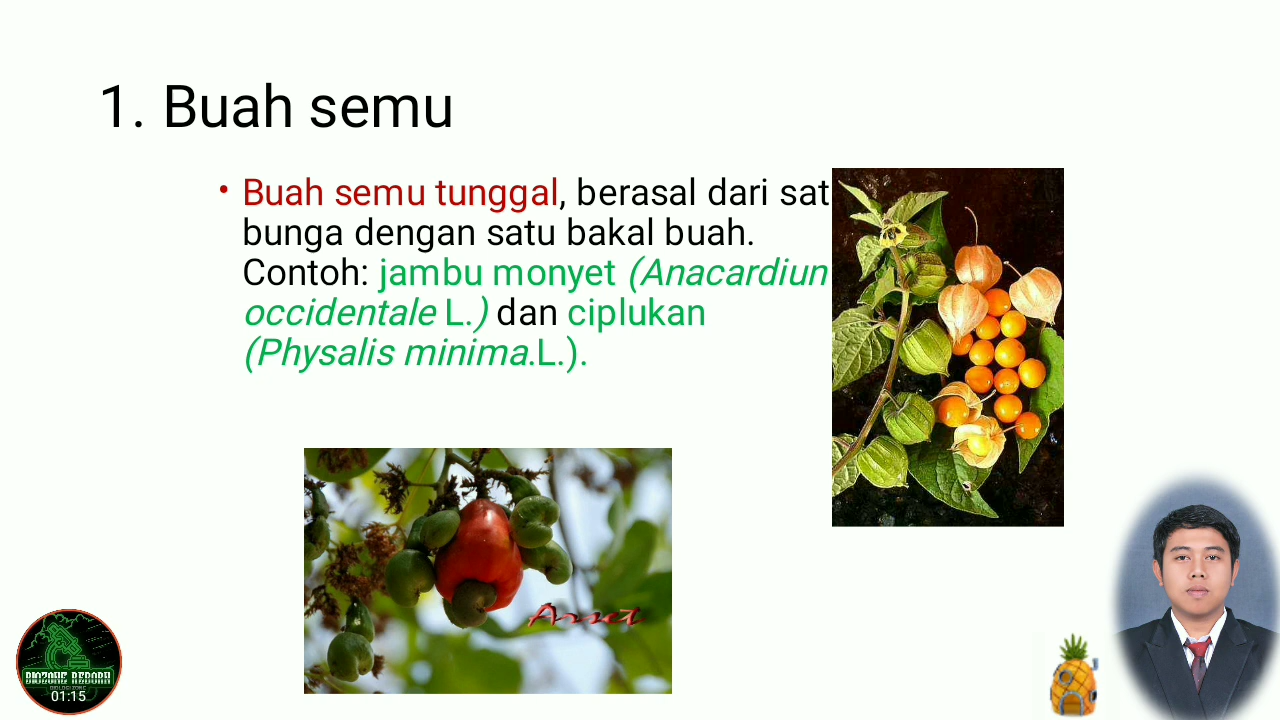 1. Buah semu
• Buah semu tunggal, berasal dari sat
bunga dengan satu bakal buah.
Contoh: jambu monyet (Anacardiun
occidentale L.) dan ciplukan
(Physalis minima.L.).
Asset
BIOZONE REBORN
01:15